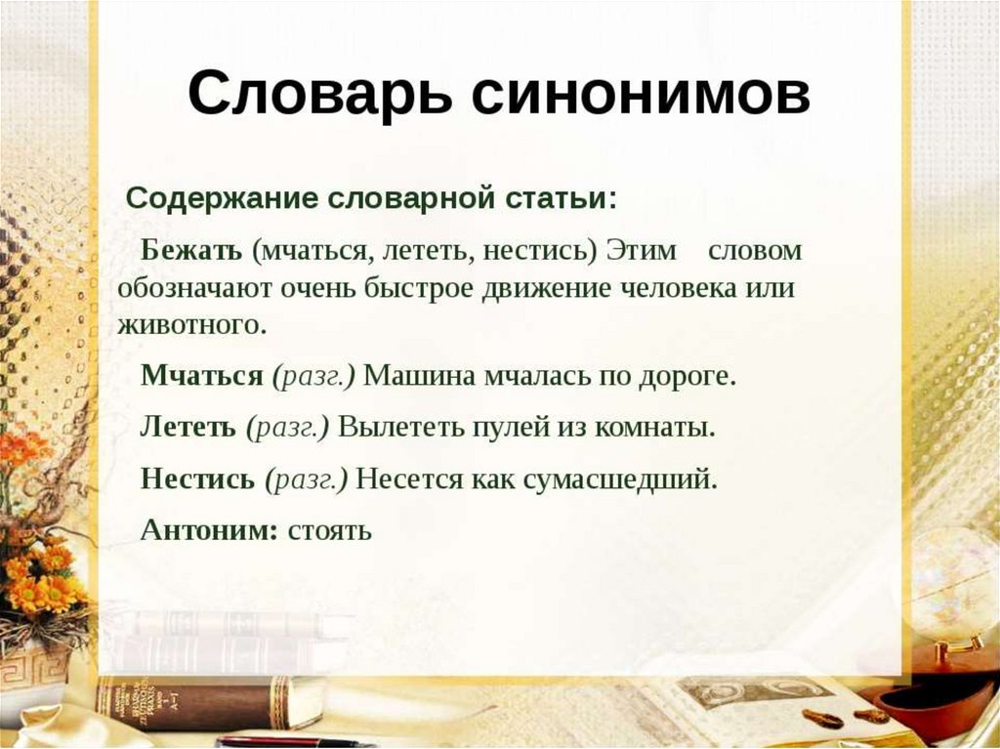 Словарь синонимов
Содержание словарной статьи:
Бежать (мчаться, лететь, нестись) Этим словом
обозначают очень быстрое движение человека или
животного.
Мчаться (разг.) Машина мчалась по дороге.
Лететь (разг.) Вылететь пулей из комнаты.
Нестись (разг.) Несется как сумасшедший.
Антоним: стоять
A–J